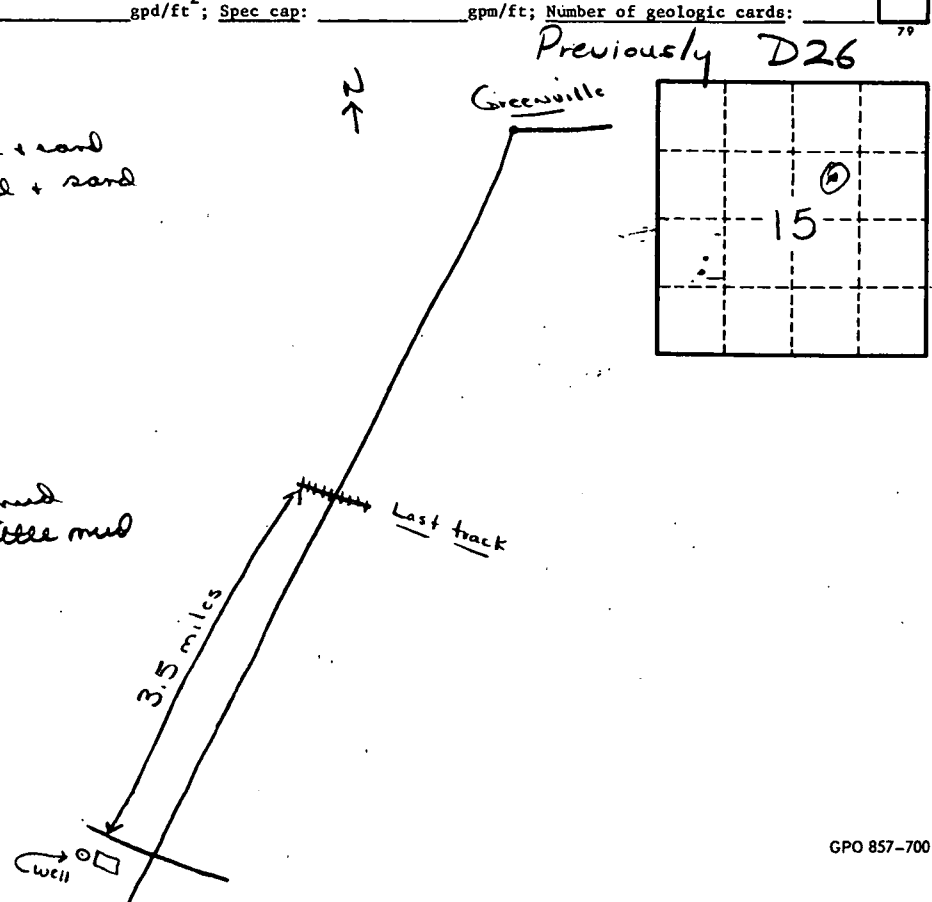 gpd/ft²; Spec cap: gpm/ft; Number of geologic cards:
79
Previously D26
N
Greenville
+ sand
+ sand
15
mud
little mud
Last track
3.5 miles
well
GPO 857-700